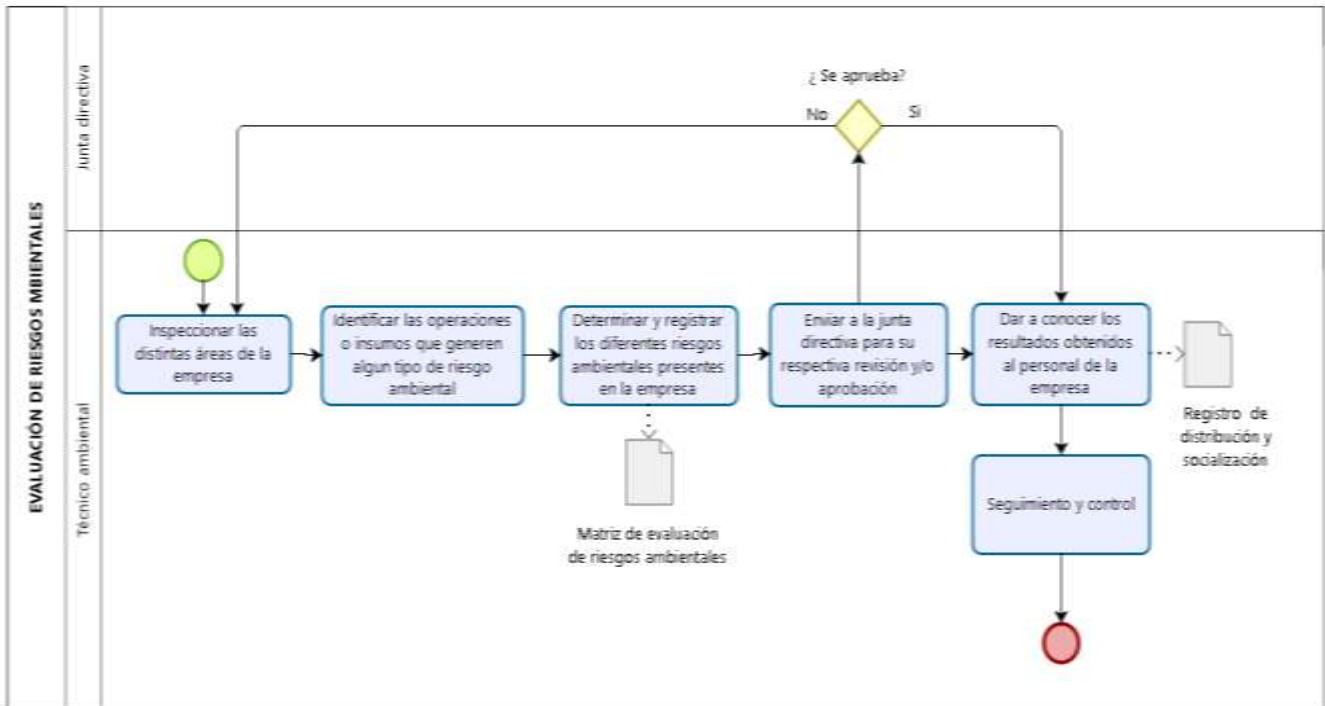 EVALUACIÓN DE RIESGOS MBIENTALES
Junta directiva
¿ Se aprueba?
No
Si
Técnico ambiental
Inspeccionar las
distintas áreas de la
empresa
Identificar las operaciones
o insumos que generen
algun tipo de riesgo
ambiental
Determinar y registrar
los diferentes riesgos
ambientales presentes
en la empresa
Enviar a la junta
directiva para su
respectiva revisión y/o
aprobación
Dar a conocer los
resultados obtenidos
al personal de la
empresa
Registro de
distribución y
socialización
Matriz de evaluación
de riesgos ambientales
Seguimiento y control